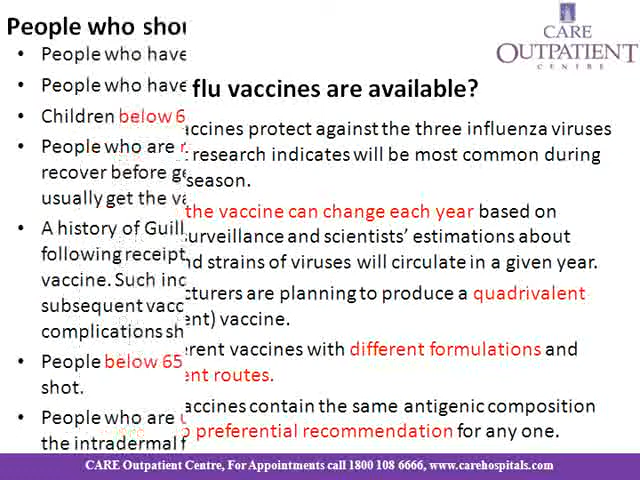 People who shou
• People who have
• People who have
• Children below 6
• People who are
recover before ge
usually get the va
• A history of Guill
following receipt
vaccine. Such inc
subsequent vacc
complications sh
• People below 65
shot.
• People who are
the intradermal f
CARE
OUTPATIENT
CENTRE
flu vaccines are available?
accines protect against the three influenza viruses
research indicates will be most common during
season.
the vaccine can change each year based on
surveillance and scientists' estimations about
nd strains of viruses will circulate in a given year.
cturers are planning to produce a quadrivalent
ent) vaccine.
erent vaccines with different formulations and
ent routes.
accines contain the same antigenic composition
o preferential recommendation for any one.
CARE Outpatient Centre, For Appointments call 1800 108 6666, www.carehospitals.com